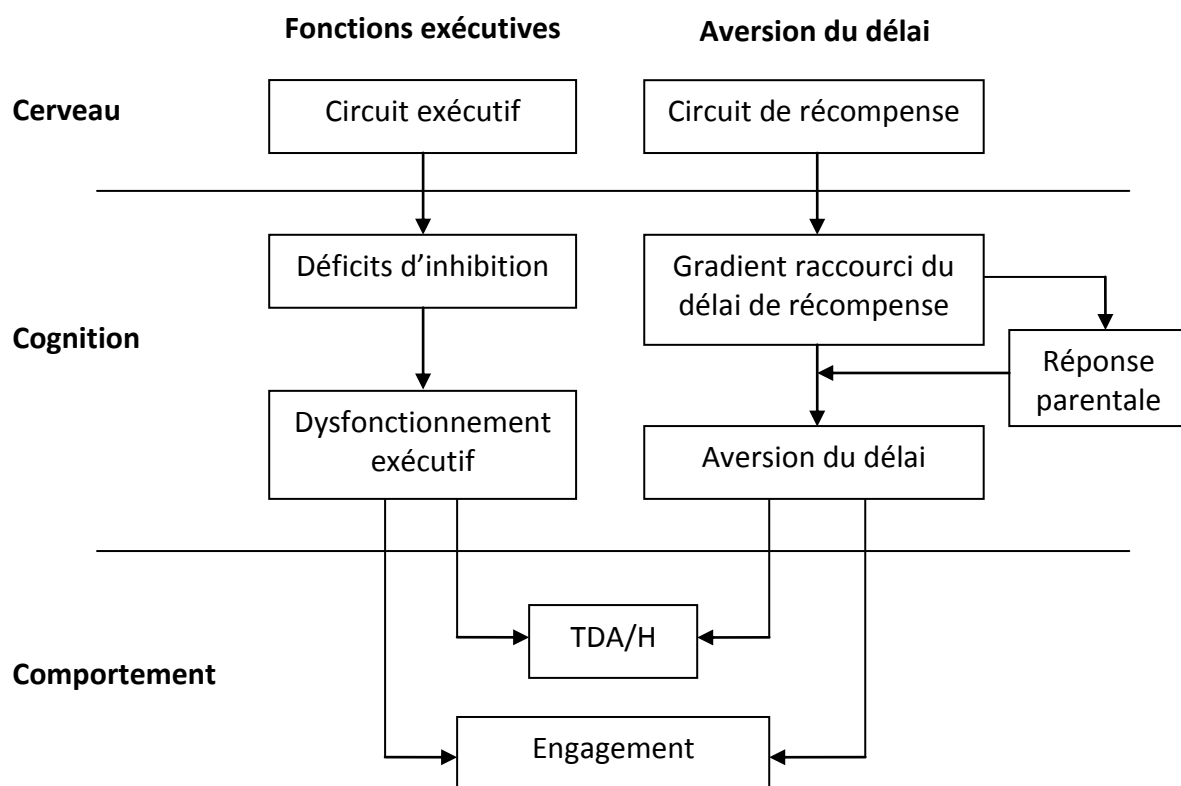 Fonctions exécutives
Aversion du délai
Cerveau
Circuit exécutif
Circuit de récompense
Déficits d’inhibition
Gradient raccourci du
délai de récompense
Cognition
Réponse
parentale
Dysfonctionnement
exécutif
Aversion du délai
TDA/H
Comportement
Engagement